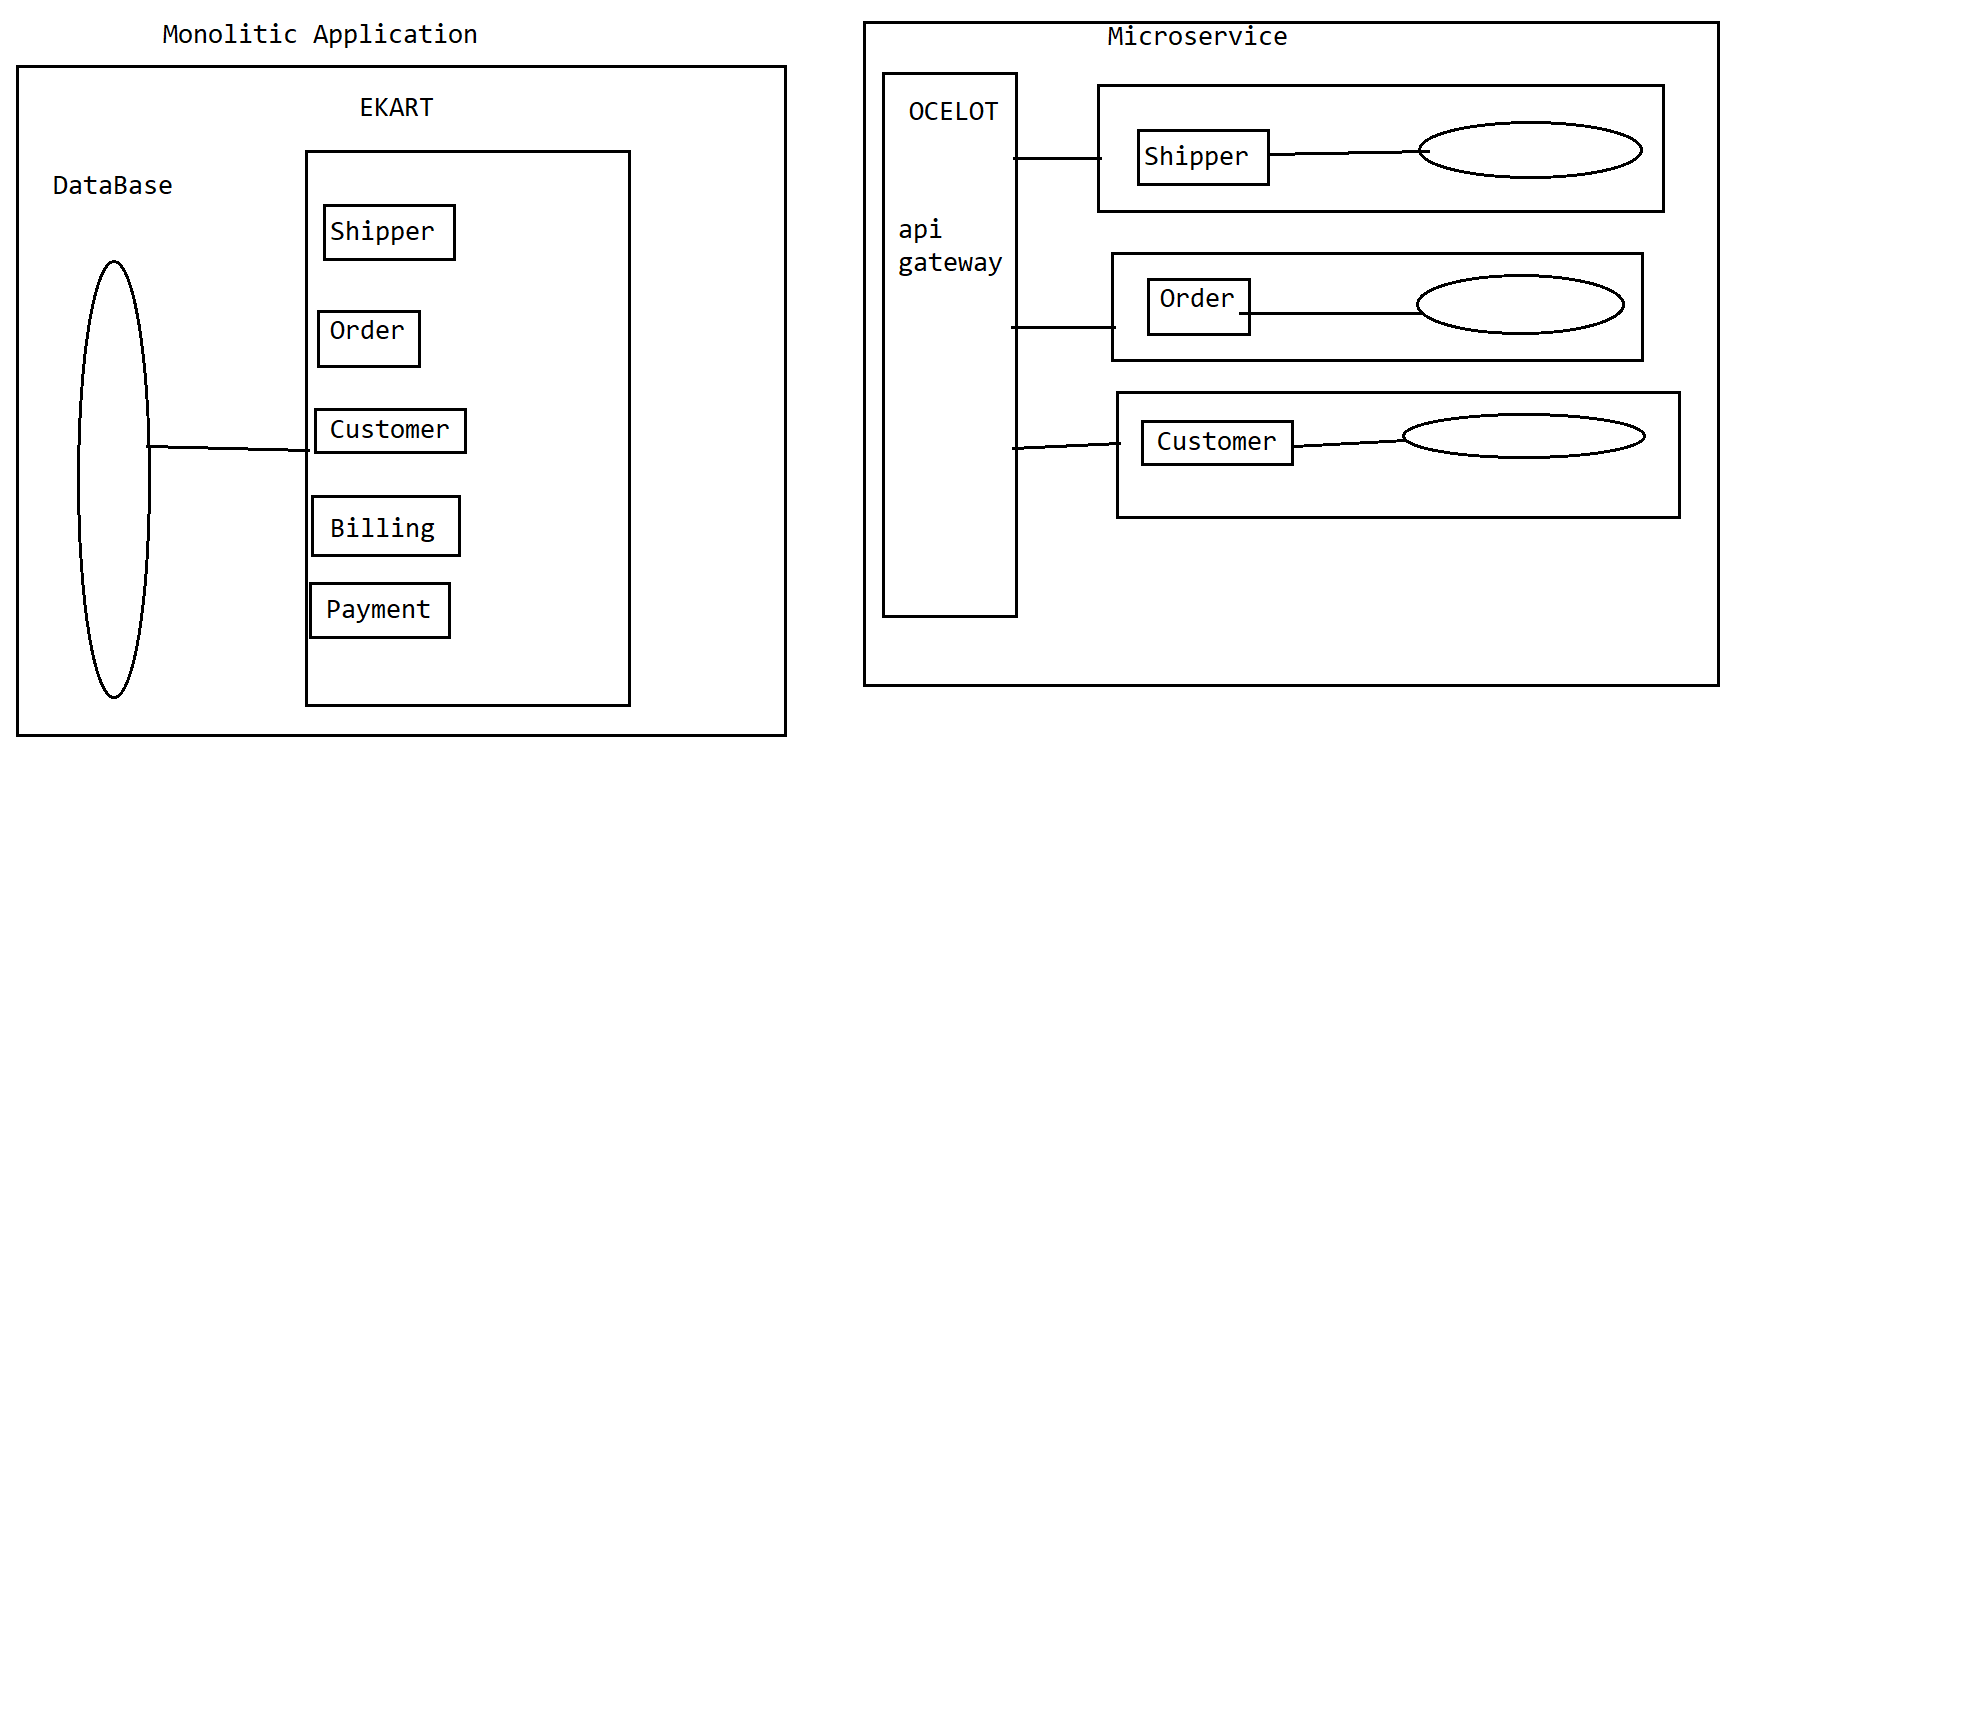 Monolitic Application
EKART
DataBase
Shipper
Order
Customer
Billing
Payment
Microservice
OCELOT
api
gateway
Shipper
Order
Customer